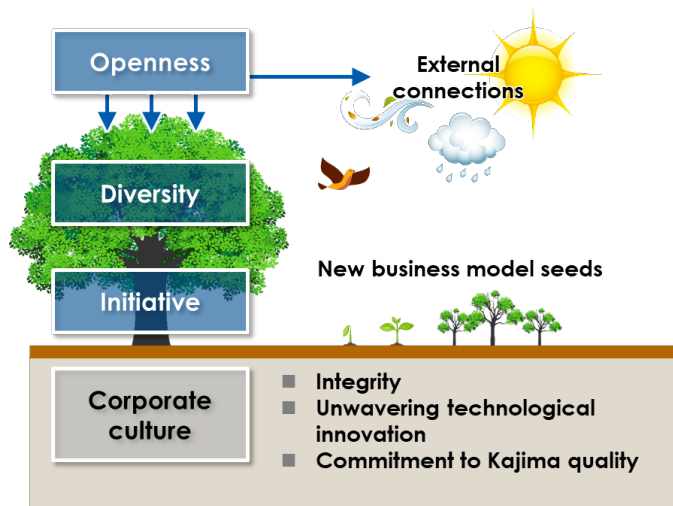 Openness
External
connections
Diversity
New business model seeds
Initiative
Corporate
culture
Integrity
Unwavering technological
innovation
Commitment to Kajima quality